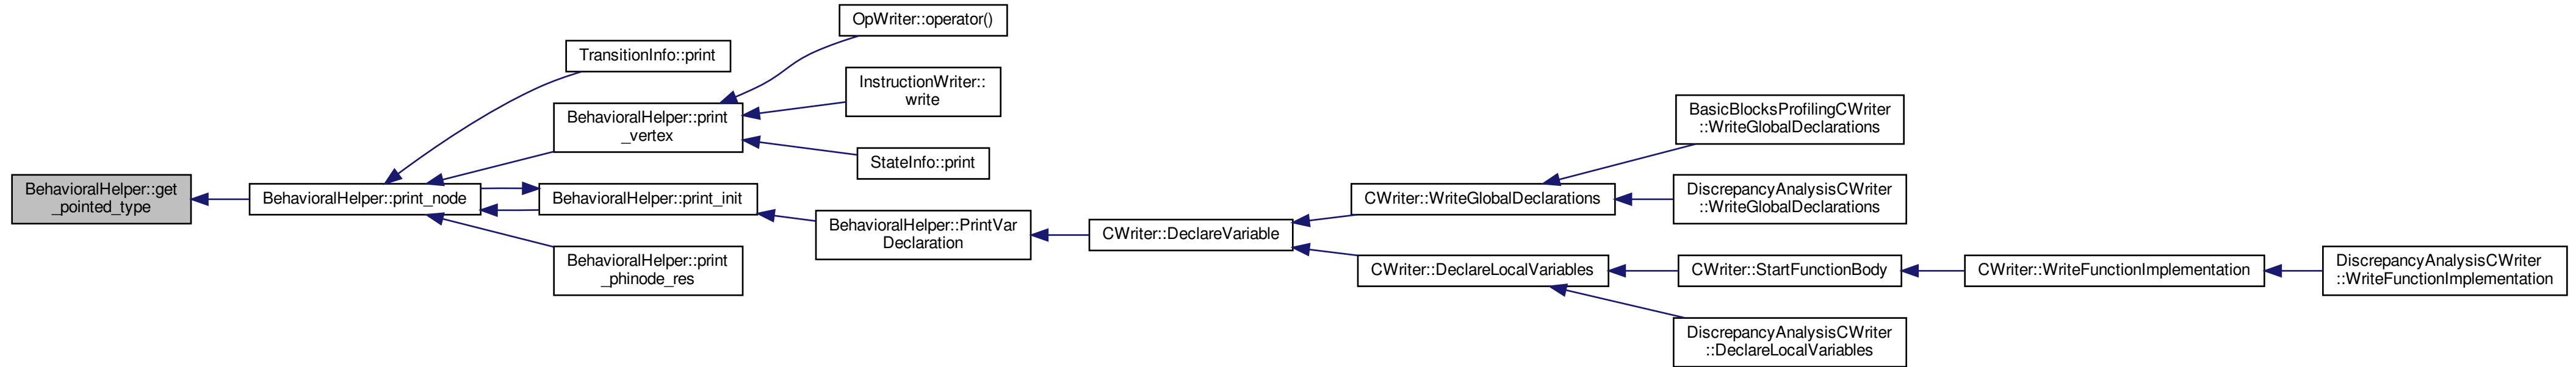 BehavioralHelper::get
_pointed_type
BehavioralHelper::print_node
TransitionInfo::print
BehavioralHelper::print
_vertex
BehavioralHelper::print_init
BehavioralHelper::print
_phinode_res
OpWriter::operator()
InstructionWriter::
write
StateInfo::print
BehavioralHelper::PrintVar
Declaration
CWriter::DeclareVariable
CWriter::WriteGlobalDeclarations
CWriter::DeclareLocalVariables
BasicBlocksProfilingCWriter
::WriteGlobalDeclarations
DiscrepancyAnalysisCWriter
::WriteGlobalDeclarations
CWriter::StartFunctionBody
DiscrepancyAnalysisCWriter
::DeclareLocalVariables
CWriter::WriteFunctionImplementation
DiscrepancyAnalysisCWriter
::WriteFunctionImplementation